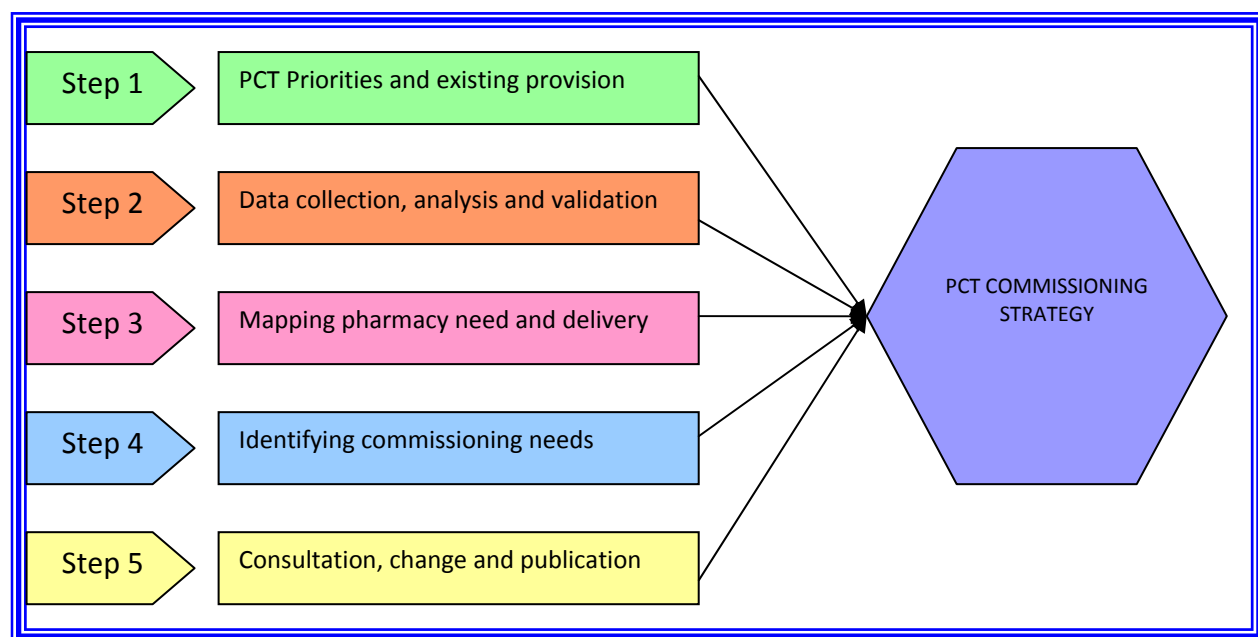 Step 1
PCT Priorities and existing provision
Step 2
Data collection, analysis and validation
Step 3
Mapping pharmacy need and delivery
Step 4
Identifying commissioning needs
Step 5
Consultation, change and publication
PCT COMMISSIONING
STRATEGY